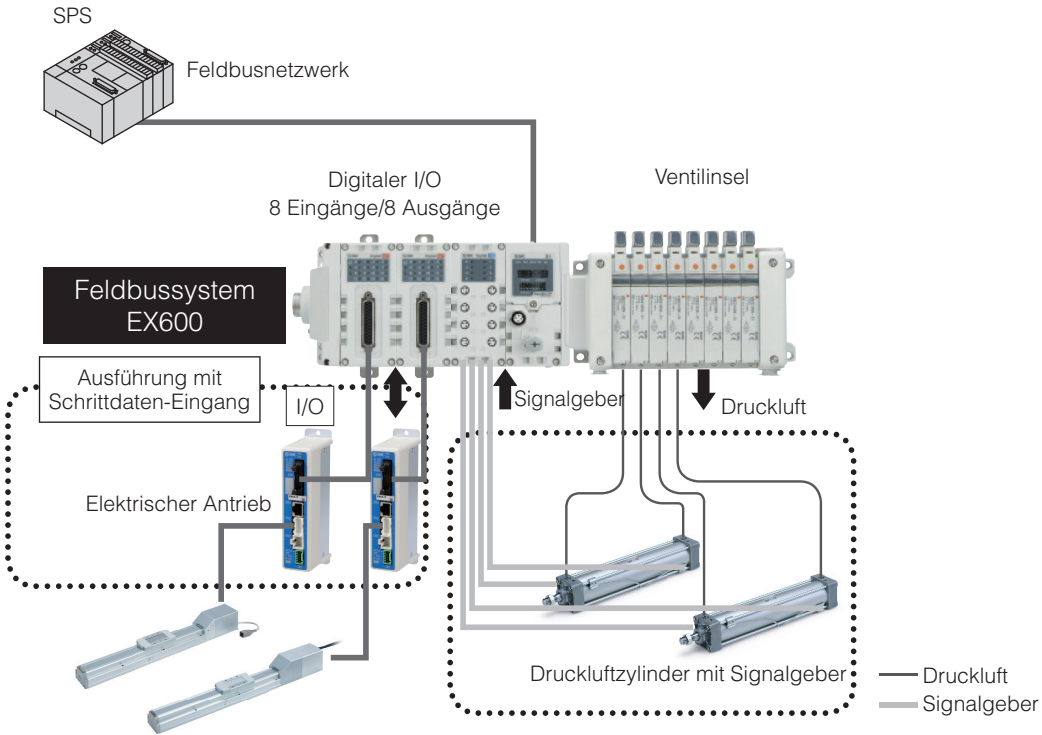 SPS
Feldbusnetzwerk
Digitaler I/O
8 Eingänge/8 Ausgänge
Ventilinsel
Feldbussystem
EX600
Ausführung mit
Schrittdaten-Eingang
I/O
Signalgeber
Druckluft
Elektrischer Antrieb
Druckluftzylinder mit Signalgeber
Druckluft
Signalgeber